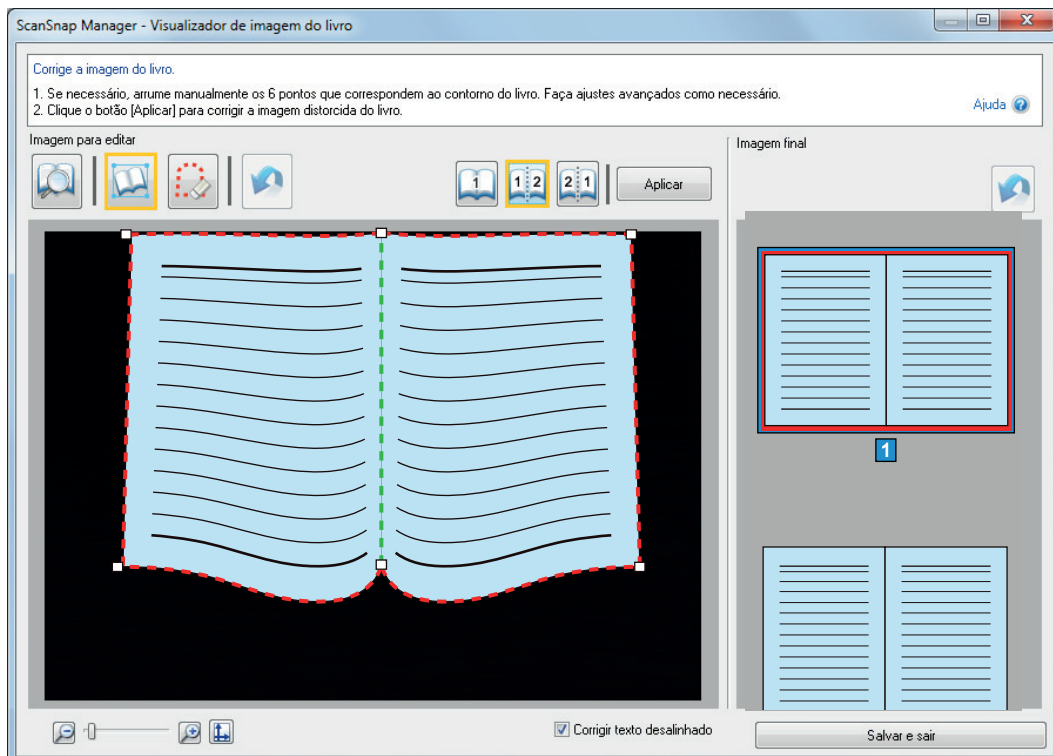 ScanSnap Manager - Visualizador de imagem do livro
Corrige a imagem do livro.
1. Se necessário, arrume manualmente os 6 pontos que correspondem ao contorno do livro. Faça ajustes avançados como necessário.
2. Clique o botão [Aplicar] para corrigir a imagem distorcida do livro.
Ajuda ?
Imagem para editar
Imagem final
1
1 2
2 1
Aplicar
1
Corrigir texto desalinhado
Salvar e sair